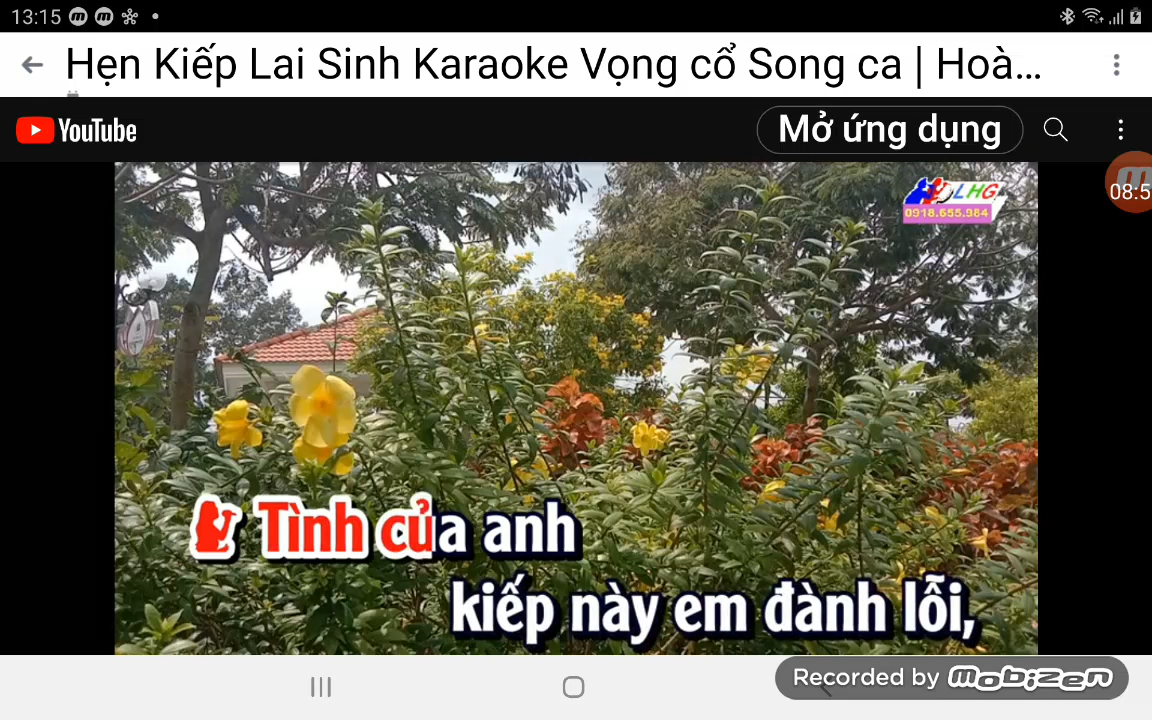 13:15
Hẹn Kiếp Lai Sinh Karaoke Vọng cổ Song ca | Hoà...
YouTube
Mở ứng dụng
LHG
0918.655.984
08:5
Tình của anh
kiếp này em đành lỗi,
Recorded by mobizen